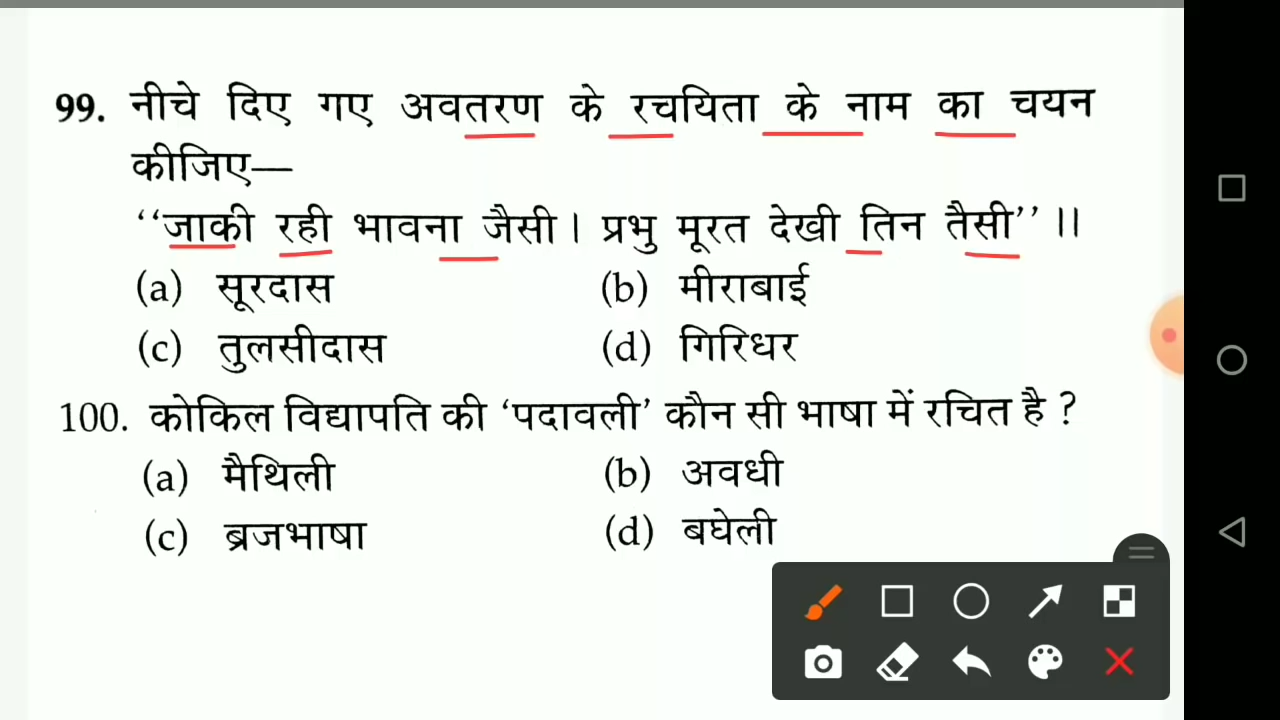 99. नीचे दिए गए अवतरण के रचयिता के नाम का चयन
कीजिए—
‘‘जाकी रही भावना जैसी। प्रभु मूरत देखी तिन तैसी’’।।
(a) सूरदास (b) मीराबाई
(c) तुलसीदास (d) गिरिधर
100. कोकिल विद्यापति की ‘पदावली’ कौन सी भाषा में रचित है ?
(a) मैथिली (b) अवधी
(c) ब्रजभाषा (d) बघेली